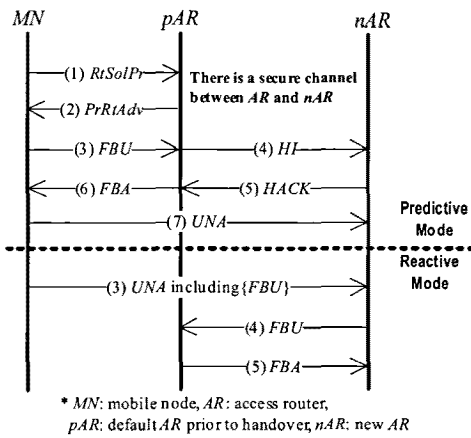 MN pAR nAR
(1) RtSolPr
There is a secure channel
between AR and nAR
(2) PrRtAdv
(3) FBU (4) HI
(6) FBA (5) HACK
(7) UNA
Predictive
Mode
Reactive
Mode
(3) UNA including{FBU}
(4) FBU
(5) FBA
* MN: mobile node, AR: access router,
pAR: default AR prior to handover, nAR: new AR